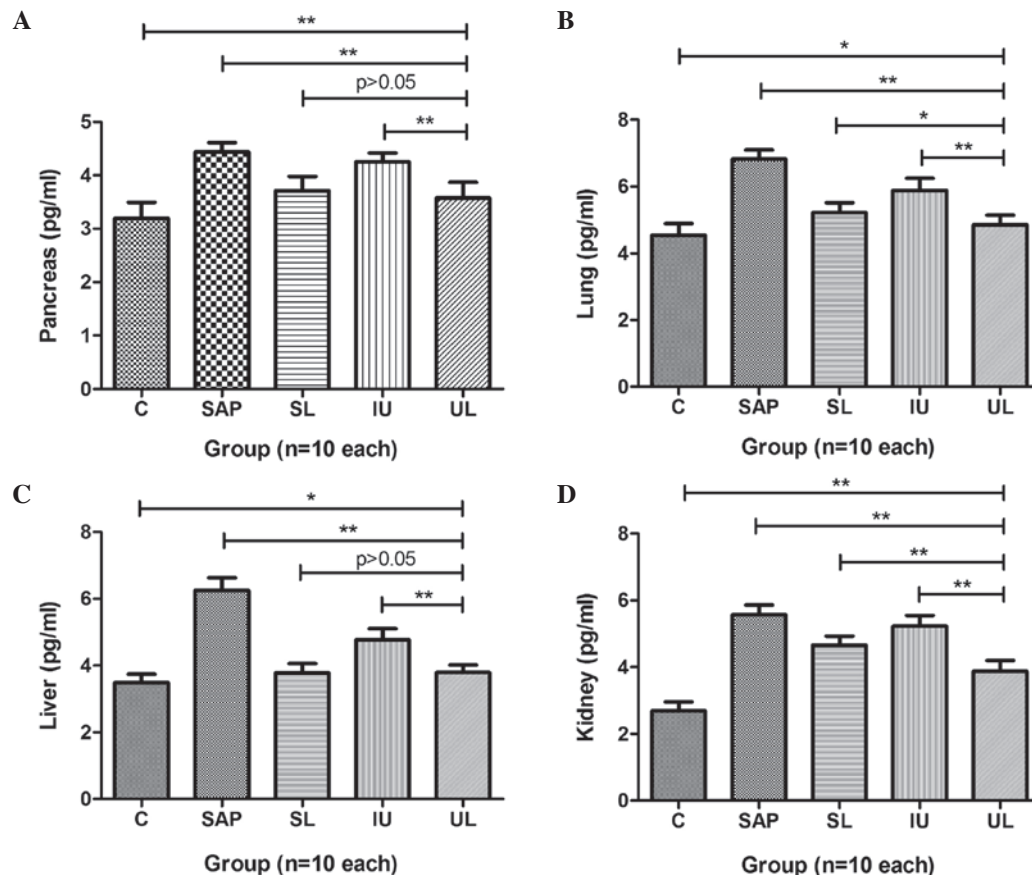 A
**
**
p>0.05
**
5
4
3
2
1
0
Pancreas (pg/ml)
C SAP SL IU UL
Group (n=10 each)
B
*
**
*
**
8
6
4
2
0
Lung (pg/ml)
C SAP SL IU UL
Group (n=10 each)
C
*
**
p>0.05
**
8
6
4
2
0
Liver (pg/ml)
C SAP SL IU UL
Group (n=10 each)
D
**
**
**
**
8
6
4
2
0
Kidney (pg/ml)
C SAP SL IU UL
Group (n=10 each)